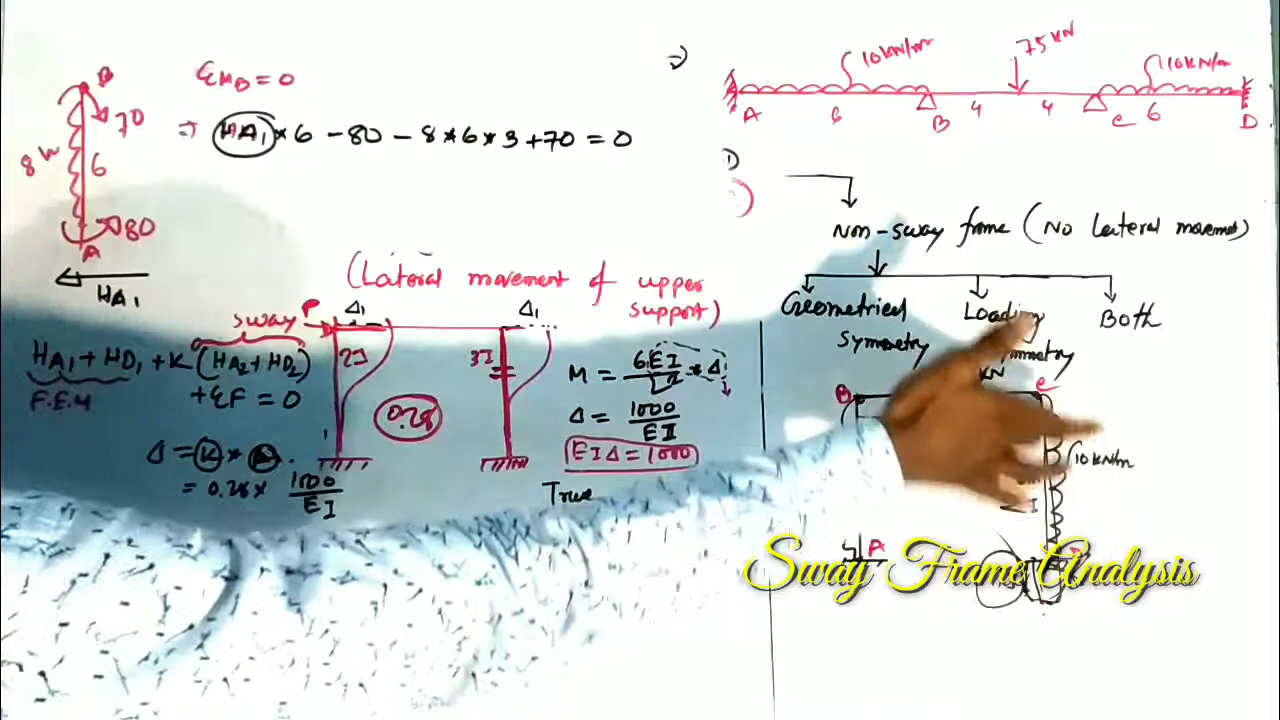 B
ΣMB = 0
70
⇒ HA1 * 6 - 80 - 8*6*3 + 70 = 0
6
80
A
HA1
⇒ 10 kN/m 75 kN 10 kN/m
A 6 B 4 4 C 6 D
1)
2)
Non-sway frame (No lateral movement)
Geometrical Symmetry
Loading
Both
(Lateral movement of upper support)
sway P Δ1 Δ1
2I 3I
0.28
HA1 + HD1 + K(HA2 + HD2)
+ ΣF = 0
F.E.M
Δ = K * Δ
= 0.28 * 1000/EI
M = 6EI/L² * Δ
Δ = 1000/EI
EIΔ = 1000
True
kN
B C
10 kN/m
A
Sway Frame Analysis